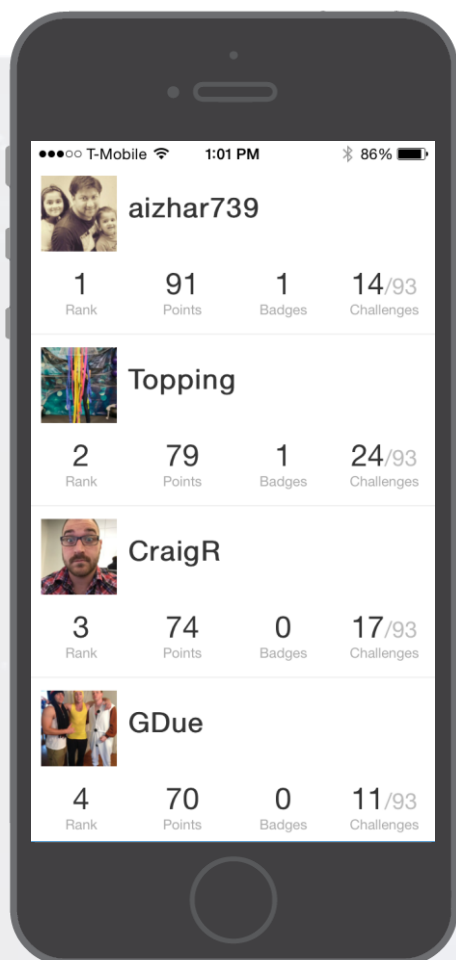 T-Mobile 1:01 PM 86%
aizhar739
1 91 1 14/93
Rank Points Badges Challenges
Topping
2 79 1 24/93
Rank Points Badges Challenges
CraigR
3 74 0 17/93
Rank Points Badges Challenges
GDue
4 70 0 11/93
Rank Points Badges Challenges